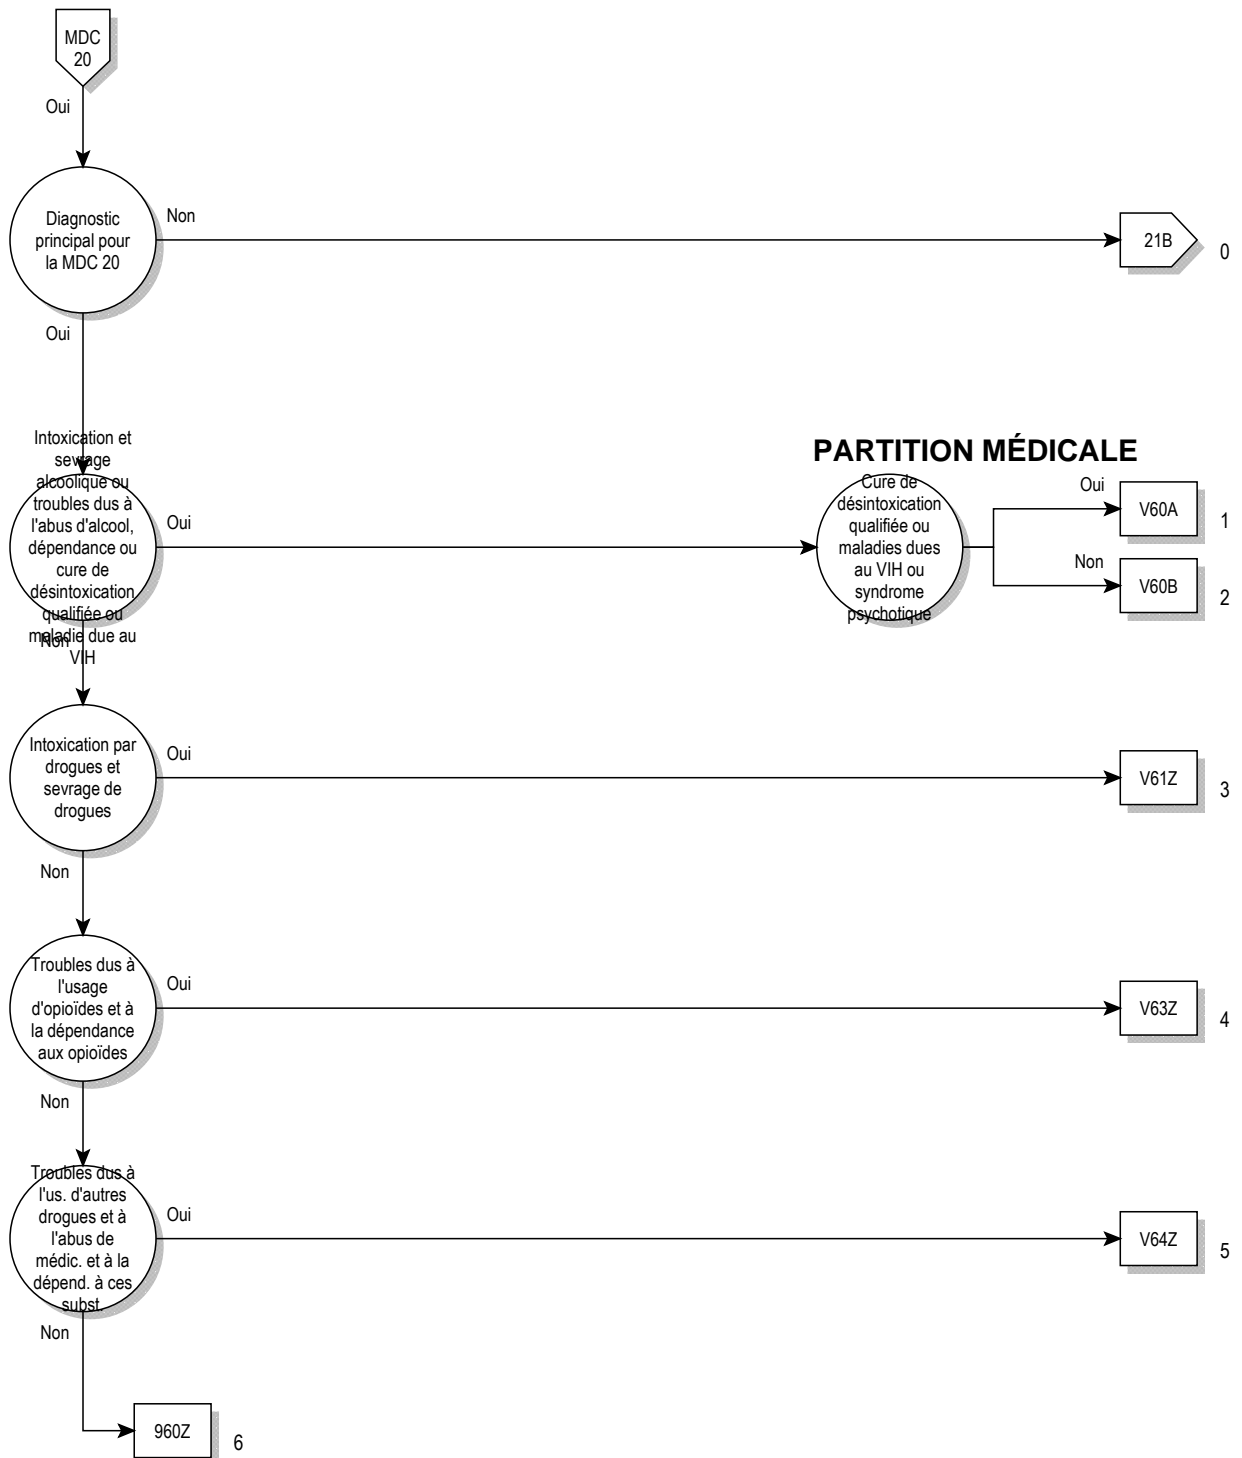 MDC
20
Oui
Diagnostic
principal pour
la MDC 20
Non
21B
0
Oui
PARTITION MÉDICALE
Intoxication et
sevrage
alcoolique ou
troubles dus à
l'abus d'alcool,
dépendance ou
cure de
désintoxication
qualifiée ou
maladie due au
VIH
Oui
Cure de
désintoxication
qualifiée ou
maladies dues
au VIH ou
syndrome
psychotique
Oui
V60A
1
Non
V60B
2
Non
Intoxication par
drogues et
sevrage de
drogues
Oui
V61Z
3
Non
Troubles dus à
l'usage
d'opioïdes et à
la dépendance
aux opioïdes
Oui
V63Z
4
Non
Troubles dus à
l'us. d'autres
drogues et à
l'abus de
médic. et à la
dépend. à ces
subst.
Oui
V64Z
5
Non
960Z
6